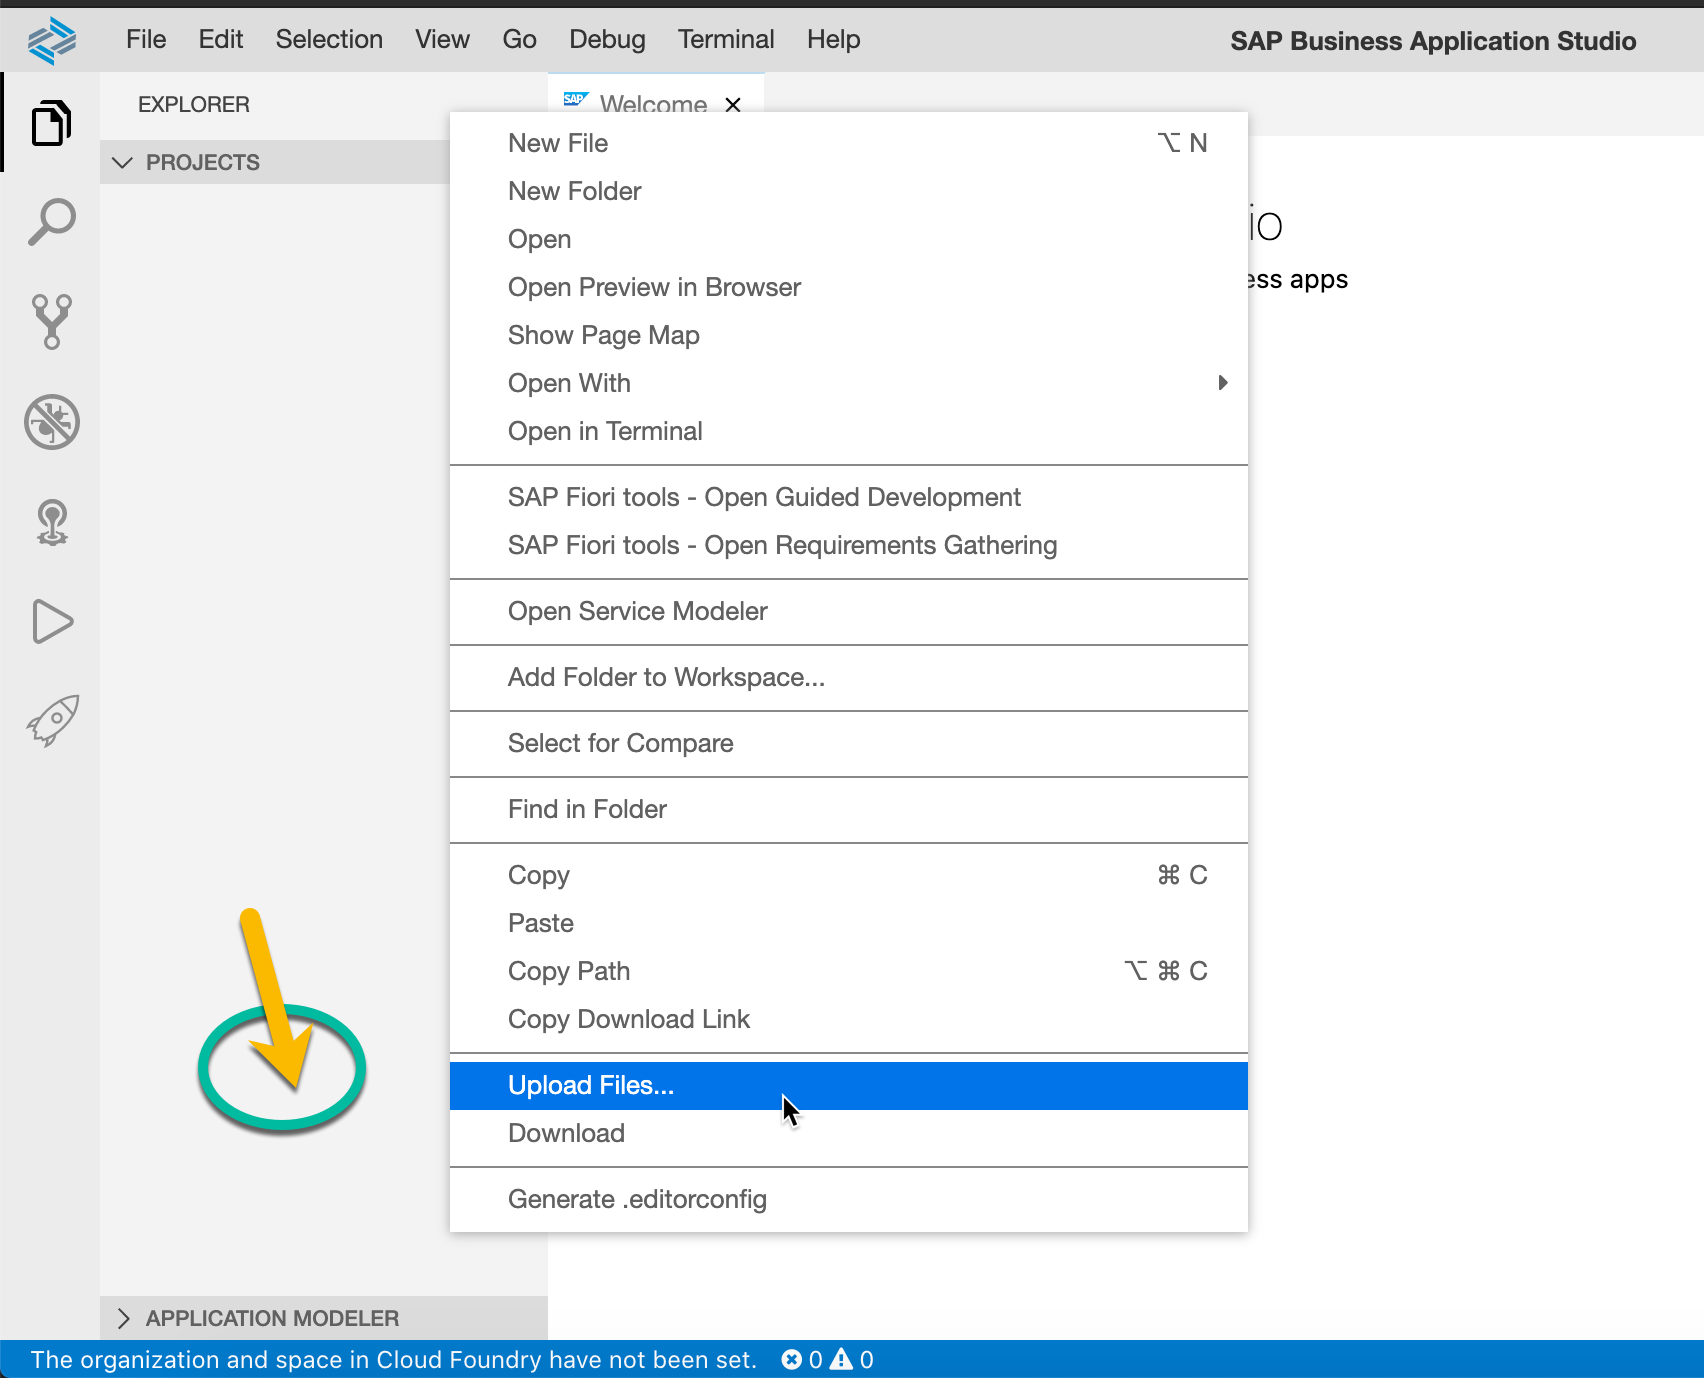 File Edit Selection View Go Debug Terminal Help SAP Business Application Studio
EXPLORER
SAP Welcome
PROJECTS
New File ⌥ N
New Folder
Open
io
Open Preview in Browser
ess apps
Show Page Map
Open With
Open in Terminal
SAP Fiori tools - Open Guided Development
SAP Fiori tools - Open Requirements Gathering
Open Service Modeler
Add Folder to Workspace...
Select for Compare
Find in Folder
Copy ⌘ C
Paste
Copy Path ⌥ ⌘ C
Copy Download Link
Upload Files...
Download
Generate .editorconfig
APPLICATION MODELER
The organization and space in Cloud Foundry have not been set. 0 0